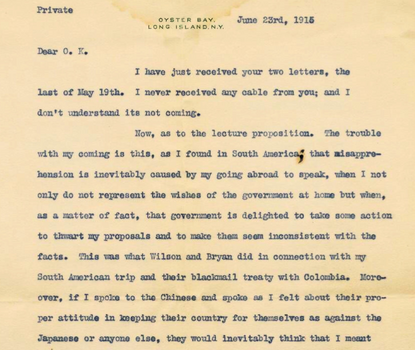 Private
OYSTER BAY,
LONG ISLAND, N.Y.
June 23rd, 1915
Dear O. K.
I have just received your two letters, the
last of May 19th. I never received any cable from you; and I
don't understand its not coming.
Now, as to the lecture proposition. The trouble
with my coming is this, as I found in South America; that misappre-
hension is inevitably caused by my going abroad to speak, when I not
only do not represent the wishes of the government at home but when,
as a matter of fact, that government is delighted to take some action
to thwart my proposals and to make them seem inconsistent with the
facts. This was what Wilson and Bryan did in connection with my
South American trip and their blackmail treaty with Colombia. More-
over, if I spoke to the Chinese and spoke as I felt about their pro-
per attitude in keeping their country for themselves as against the
Japanese or anyone else, they would inevitably think that I meant